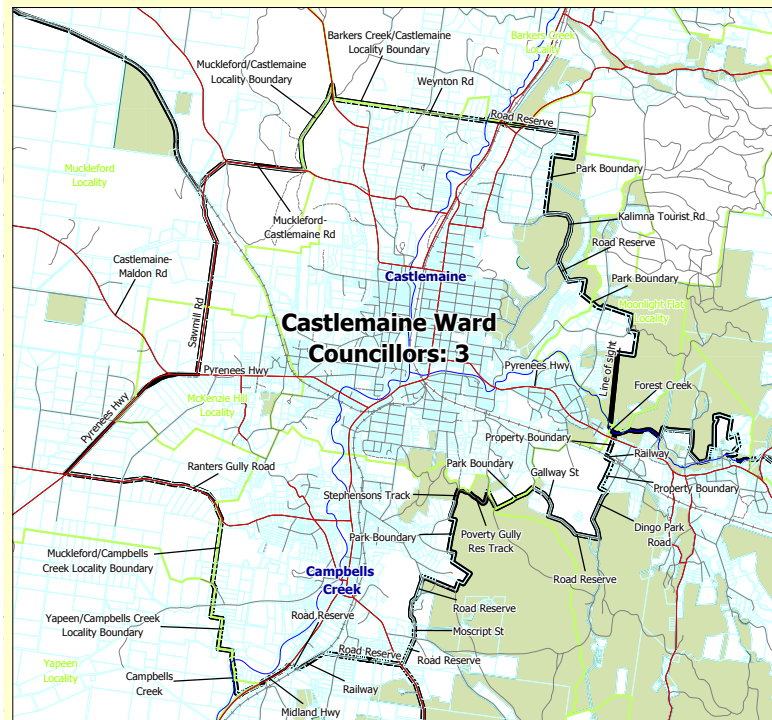 Barkers Creek/Castlemaine
Locality Boundary
Barkers Creek
Locality
Muckleford/Castlemaine
Locality Boundary
Weynton Rd
Road Reserve
Muckleford
Locality
Park Boundary
Muckleford-
Castlemaine Rd
Kalimna Tourist Rd
Road Reserve
Castlemaine-
Maldon Rd
Castlemaine
Park Boundary
Moonlight Flat
Locality
Sawmill Rd
Castlemaine Ward
Councillors: 3
Line of sight
Pyrenees Hwy
Pyrenees Hwy
Forest Creek
McKenzie Hill
Locality
Pyrenees Hwy
Property Boundary
Railway
Ranters Gully Road
Park Boundary
Gallway St
Property Boundary
Stephensons Track
Dingo Park
Road
Park Boundary
Poverty Gully
Res Track
Muckleford/Campbells
Creek Locality Boundary
Campbells
Creek
Road Reserve
Road Reserve
Road Reserve
Yapeen/Campbells Creek
Locality Boundary
Moscript St
Road Reserve
Road Reserve
Yapeen
Locality
Campbells
Creek
Railway
Midland Hwy